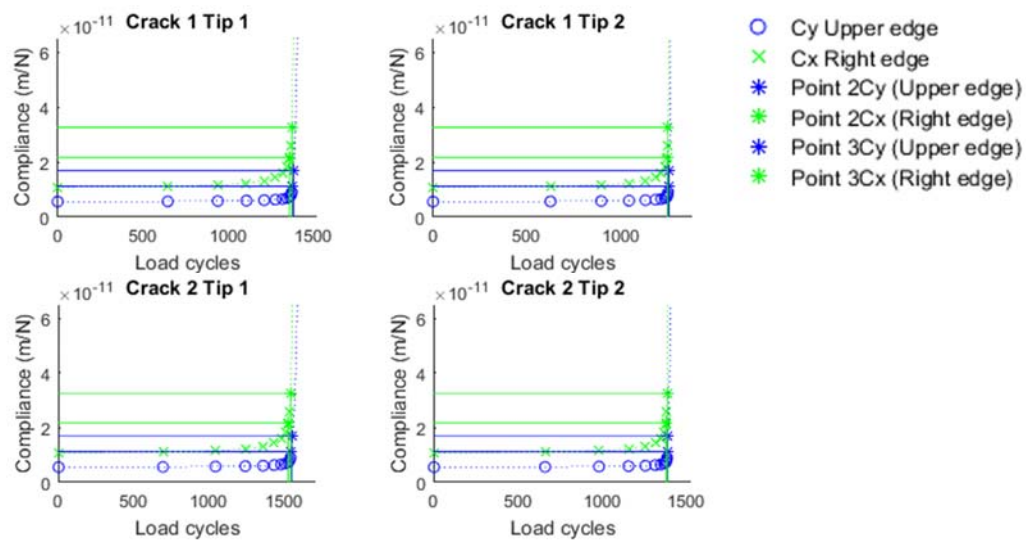 ×10⁻¹¹ Crack 1 Tip 1
Compliance (m/N)
6
4
2
0
0 500 1000 1500
Load cycles
×10⁻¹¹ Crack 1 Tip 2
Compliance (m/N)
6
4
2
0
0 500 1000
Load cycles
Cy Upper edge
Cx Right edge
Point 2Cy (Upper edge)
Point 2Cx (Right edge)
Point 3Cy (Upper edge)
Point 3Cx (Right edge)
×10⁻¹¹ Crack 2 Tip 1
Compliance (m/N)
6
4
2
0
0 500 1000 1500
Load cycles
×10⁻¹¹ Crack 2 Tip 2
Compliance (m/N)
6
4
2
0
0 500 1000 1500
Load cycles